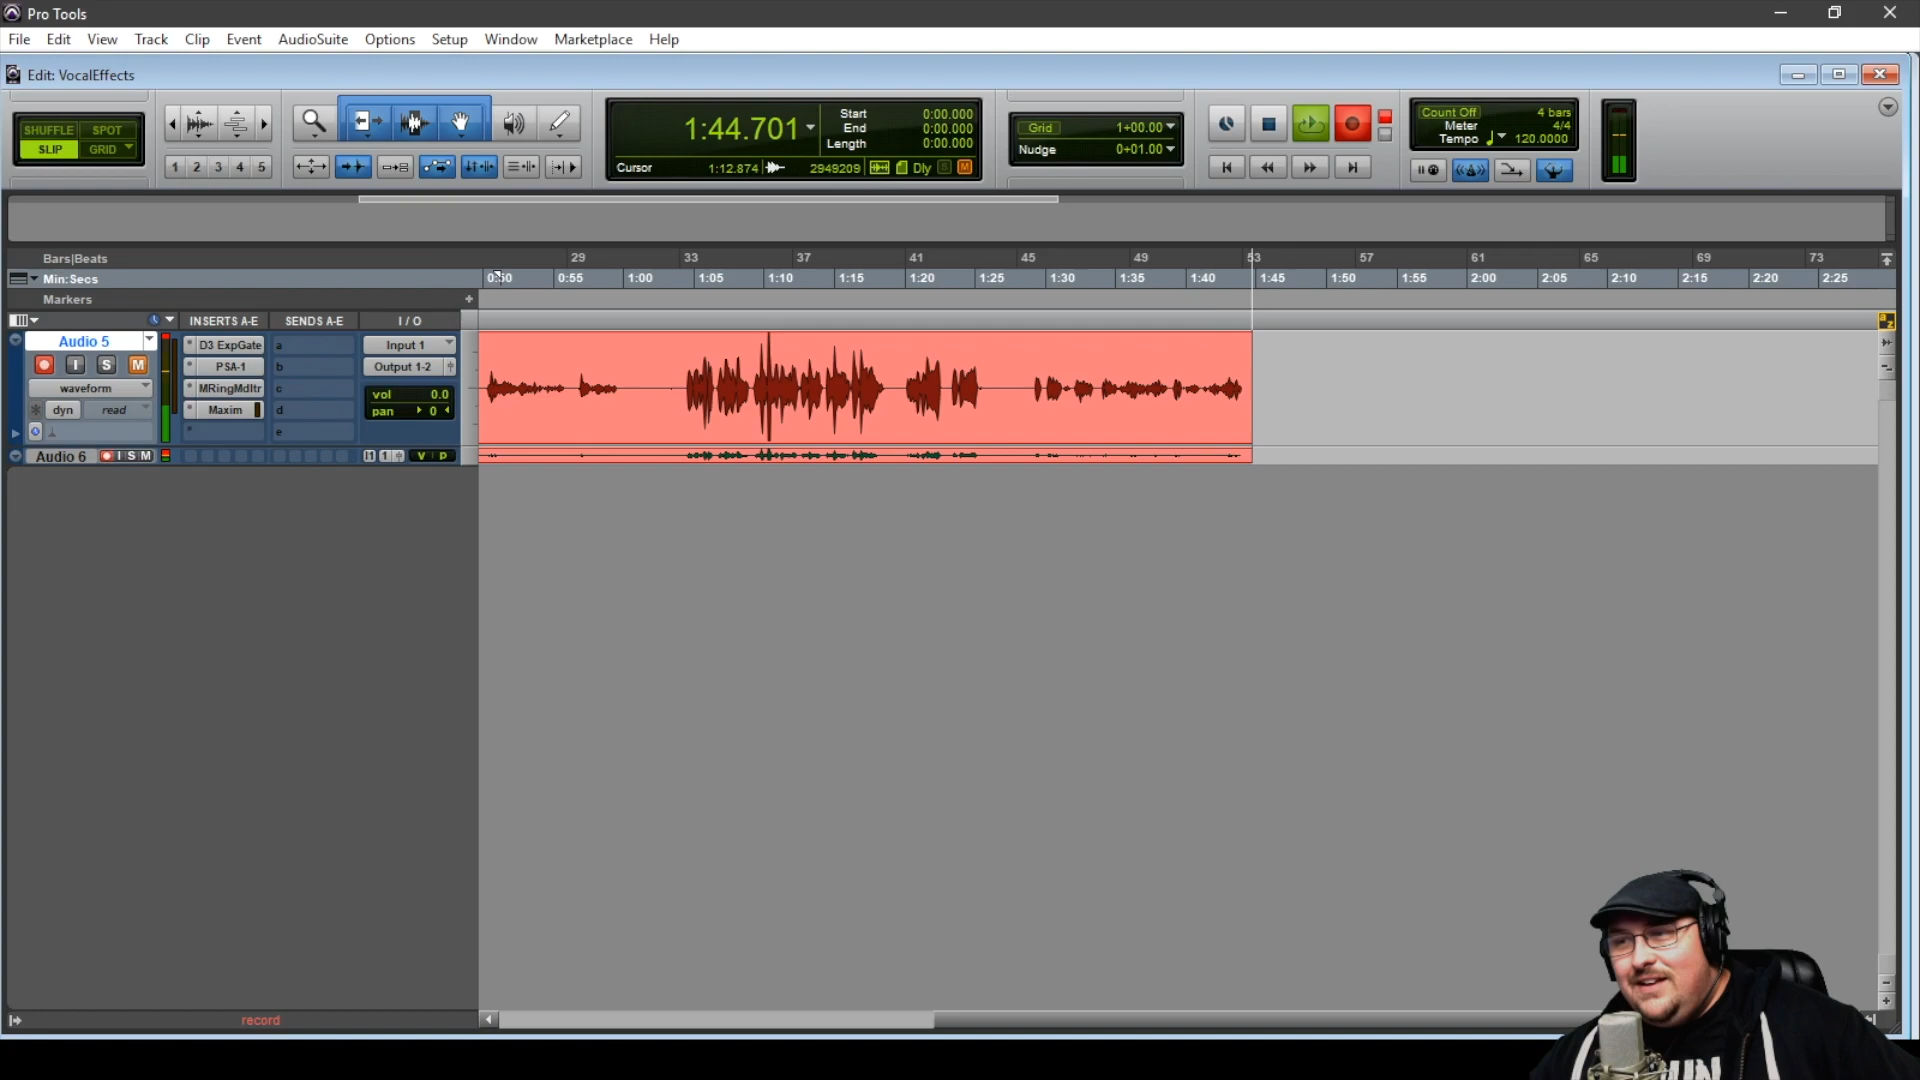 Pro Tools
File Edit View Track Clip Event AudioSuite Options Setup Window Marketplace Help
Edit: VocalEffects
SHUFFLE SPOT
SLIP GRID
1 2 3 4 5
1:44.701
Start 0:00.000
End 0:00.000
Length 0:00.000
Cursor 1:12.874 2949209 Dly S M
Grid 1+00.00
Nudge 0+01.00
Count Off 4 bars
Meter 4/4
Tempo 120.0000
Bars|Beats 29 33 37 41 45 49 53 57 61 65 69 73
Min:Secs 0:50 0:55 1:00 1:05 1:10 1:15 1:20 1:25 1:30 1:35 1:40 1:45 1:50 1:55 2:00 2:05 2:10 2:15 2:20 2:25
Markers +
INSERTS A-E SENDS A-E I / O
a z
Audio 5 D3 ExpGate a Input 1
I S M PSA-1 b Output 1-2
waveform MRingMdltr c vol 0.0
dyn read Maxim d pan 0
e
Audio 6 I S M 1 V P
record